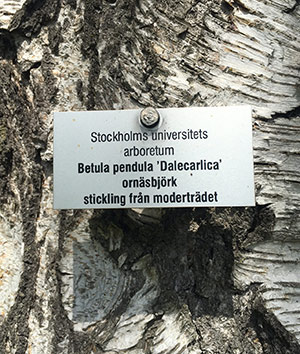 Stockholms universitets
arboretum
Betula pendula 'Dalecarlica'
ornäsbjörk
stickling från moderträdet